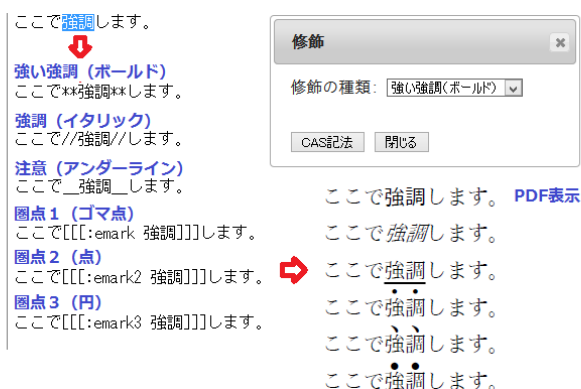 ここで強調します。
強い強調（ボールド）
ここで**強調**します。
強調（イタリック）
ここで//強調//します。
注意（アンダーライン）
ここで__強調__します。
圏点１（ゴマ点）
ここで[[[:emark 強調]]]します。
圏点２（点）
ここで[[[:emark2 強調]]]します。
圏点３（円）
ここで[[[:emark3 強調]]]します。
修飾
修飾の種類: 強い強調(ボールド)
CAS記法 閉じる
ここで強調します。 PDF表示
ここで強調します。
ここで強調します。
ここで強調します。
ここで強調します。
ここで強調します。